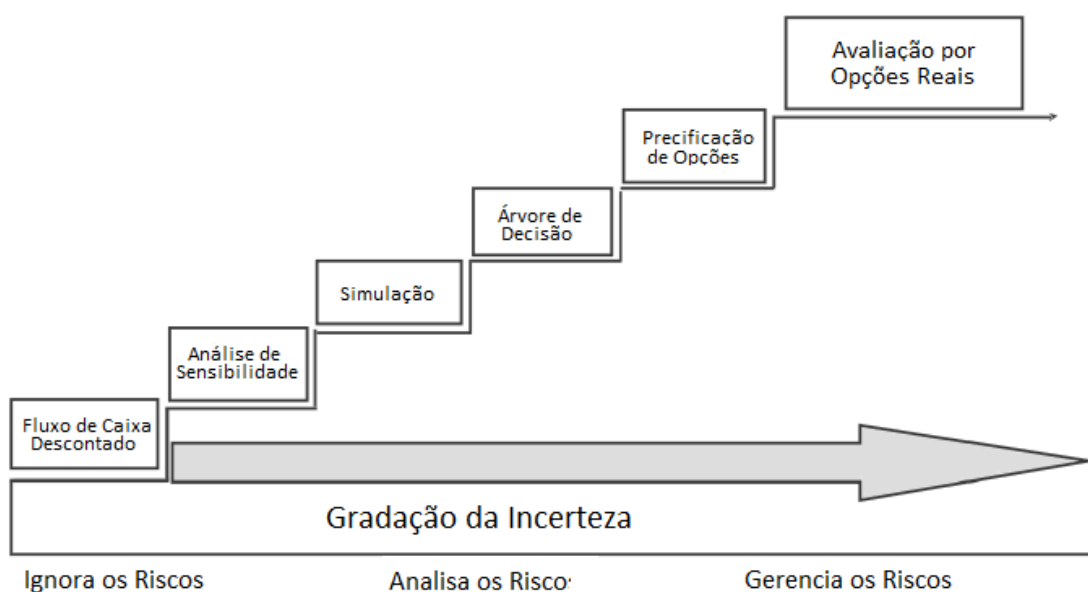 Avaliação por
Opções Reais
Precificação
de Opções
Árvore de
Decisão
Simulação
Análise de
Sensibilidade
Fluxo de Caixa
Descontado
Gradação da Incerteza
Ignora os Riscos
Analisa os Risco
Gerencia os Riscos